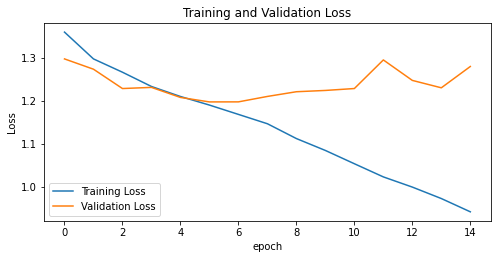 Training and Validation Loss
Loss
1.3
1.2
1.1
1.0
Training Loss
Validation Loss
0 2 4 6 8 10 12 14
epoch